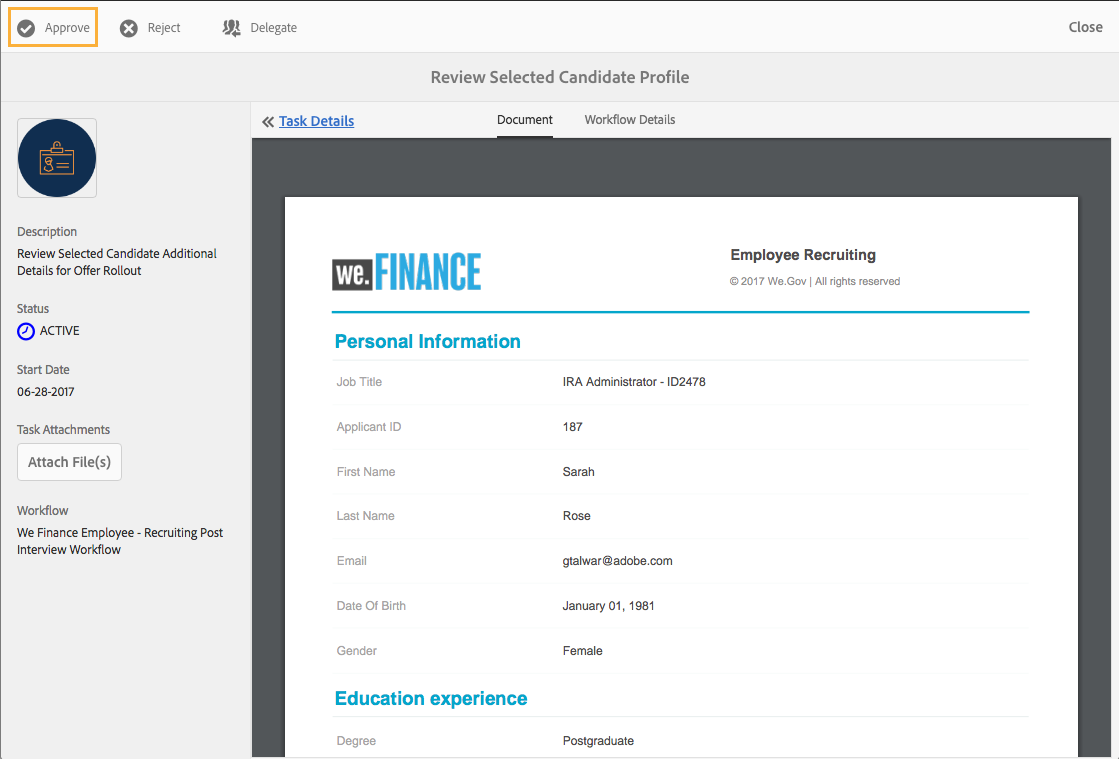 Approve Reject Delegate Close
Review Selected Candidate Profile
Task Details Document Workflow Details
Description
Review Selected Candidate Additional
Details for Offer Rollout
Status
ACTIVE
Start Date
06-28-2017
Task Attachments
Attach File(s)
Workflow
We Finance Employee - Recruiting Post
Interview Workflow
we.FINANCE
Employee Recruiting
© 2017 We.Gov | All rights reserved
Personal Information
Job Title IRA Administrator - ID2478
Applicant ID 187
First Name Sarah
Last Name Rose
Email gtalwar@adobe.com
Date Of Birth January 01, 1981
Gender Female
Education experience
Degree Postgraduate